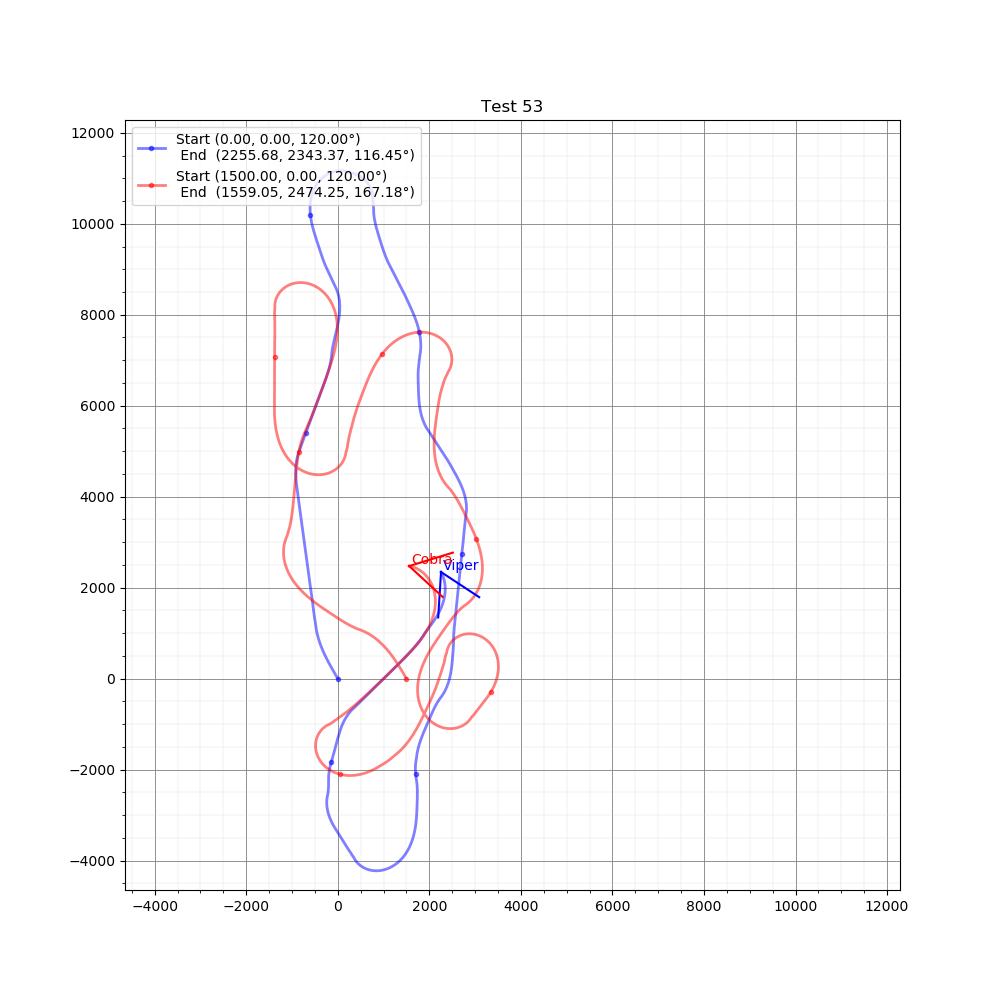 Test 53
Start (0.00, 0.00, 120.00°)
End (2255.68, 2343.37, 116.45°)
Start (1500.00, 0.00, 120.00°)
End (1559.05, 2474.25, 167.18°)
12000
10000
8000
6000
4000
2000
0
−2000
−4000
Cobra
Viper
−4000 −2000 0 2000 4000 6000 8000 10000 12000